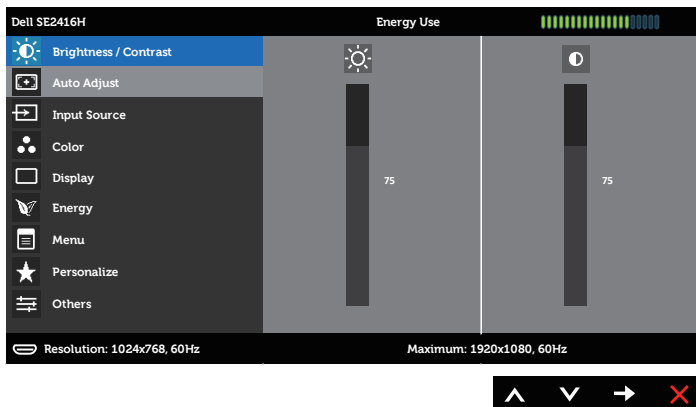 Dell SE2416H Energy Use
Brightness / Contrast
Auto Adjust
Input Source
Color
Display
Energy
Menu
Personalize
Others
75 75
Resolution: 1024x768, 60Hz Maximum: 1920x1080, 60Hz